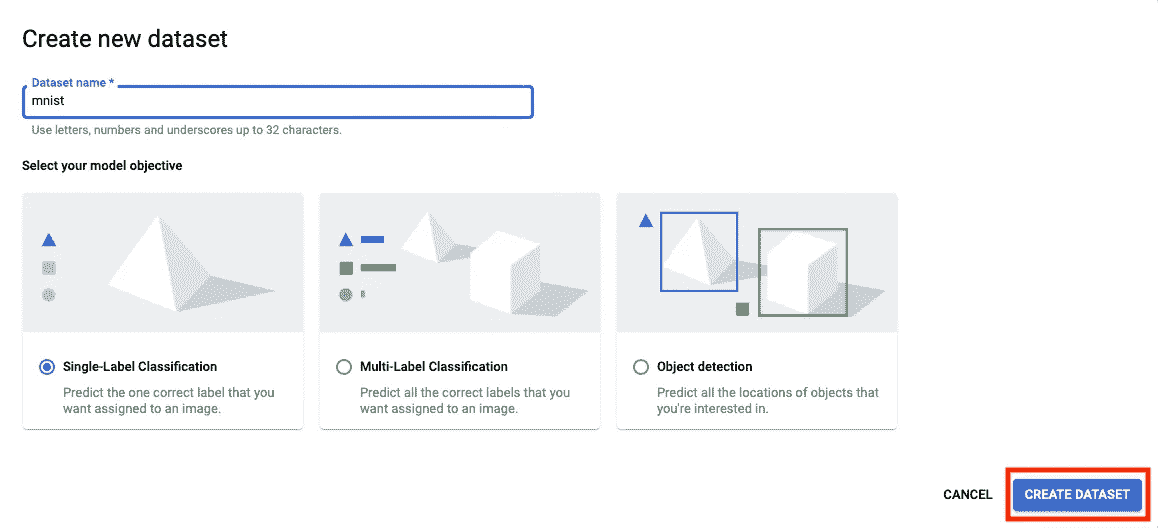 Create new dataset
Dataset name *
mnist
Use letters, numbers and underscores up to 32 characters.
Select your model objective
Single-Label Classification
Predict the one correct label that you
want assigned to an image.
Multi-Label Classification
Predict all the correct labels that you
want assigned to an image.
Object detection
Predict all the locations of objects that
you're interested in.
CANCEL
CREATE DATASET